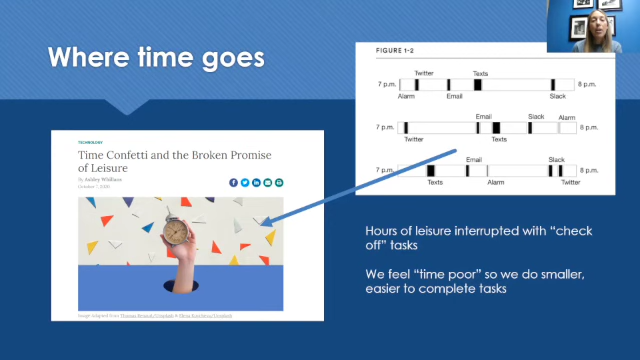 Where time goes
FIGURE 1-2
Twitter
Texts
7 p.m.
8 p.m.
Alarm
Email
Slack
Email
Slack
Alarm
7 p.m.
8 p.m.
Twitter
Texts
Email
Slack
7 p.m.
8 p.m.
Texts
Alarm
Twitter
TECHNOLOGY
Time Confetti and the Broken Promise
of Leisure
By Ashley Whillans
Hours of leisure interrupted with “check
off” tasks
We feel “time poor” so we do smaller,
easier to complete tasks